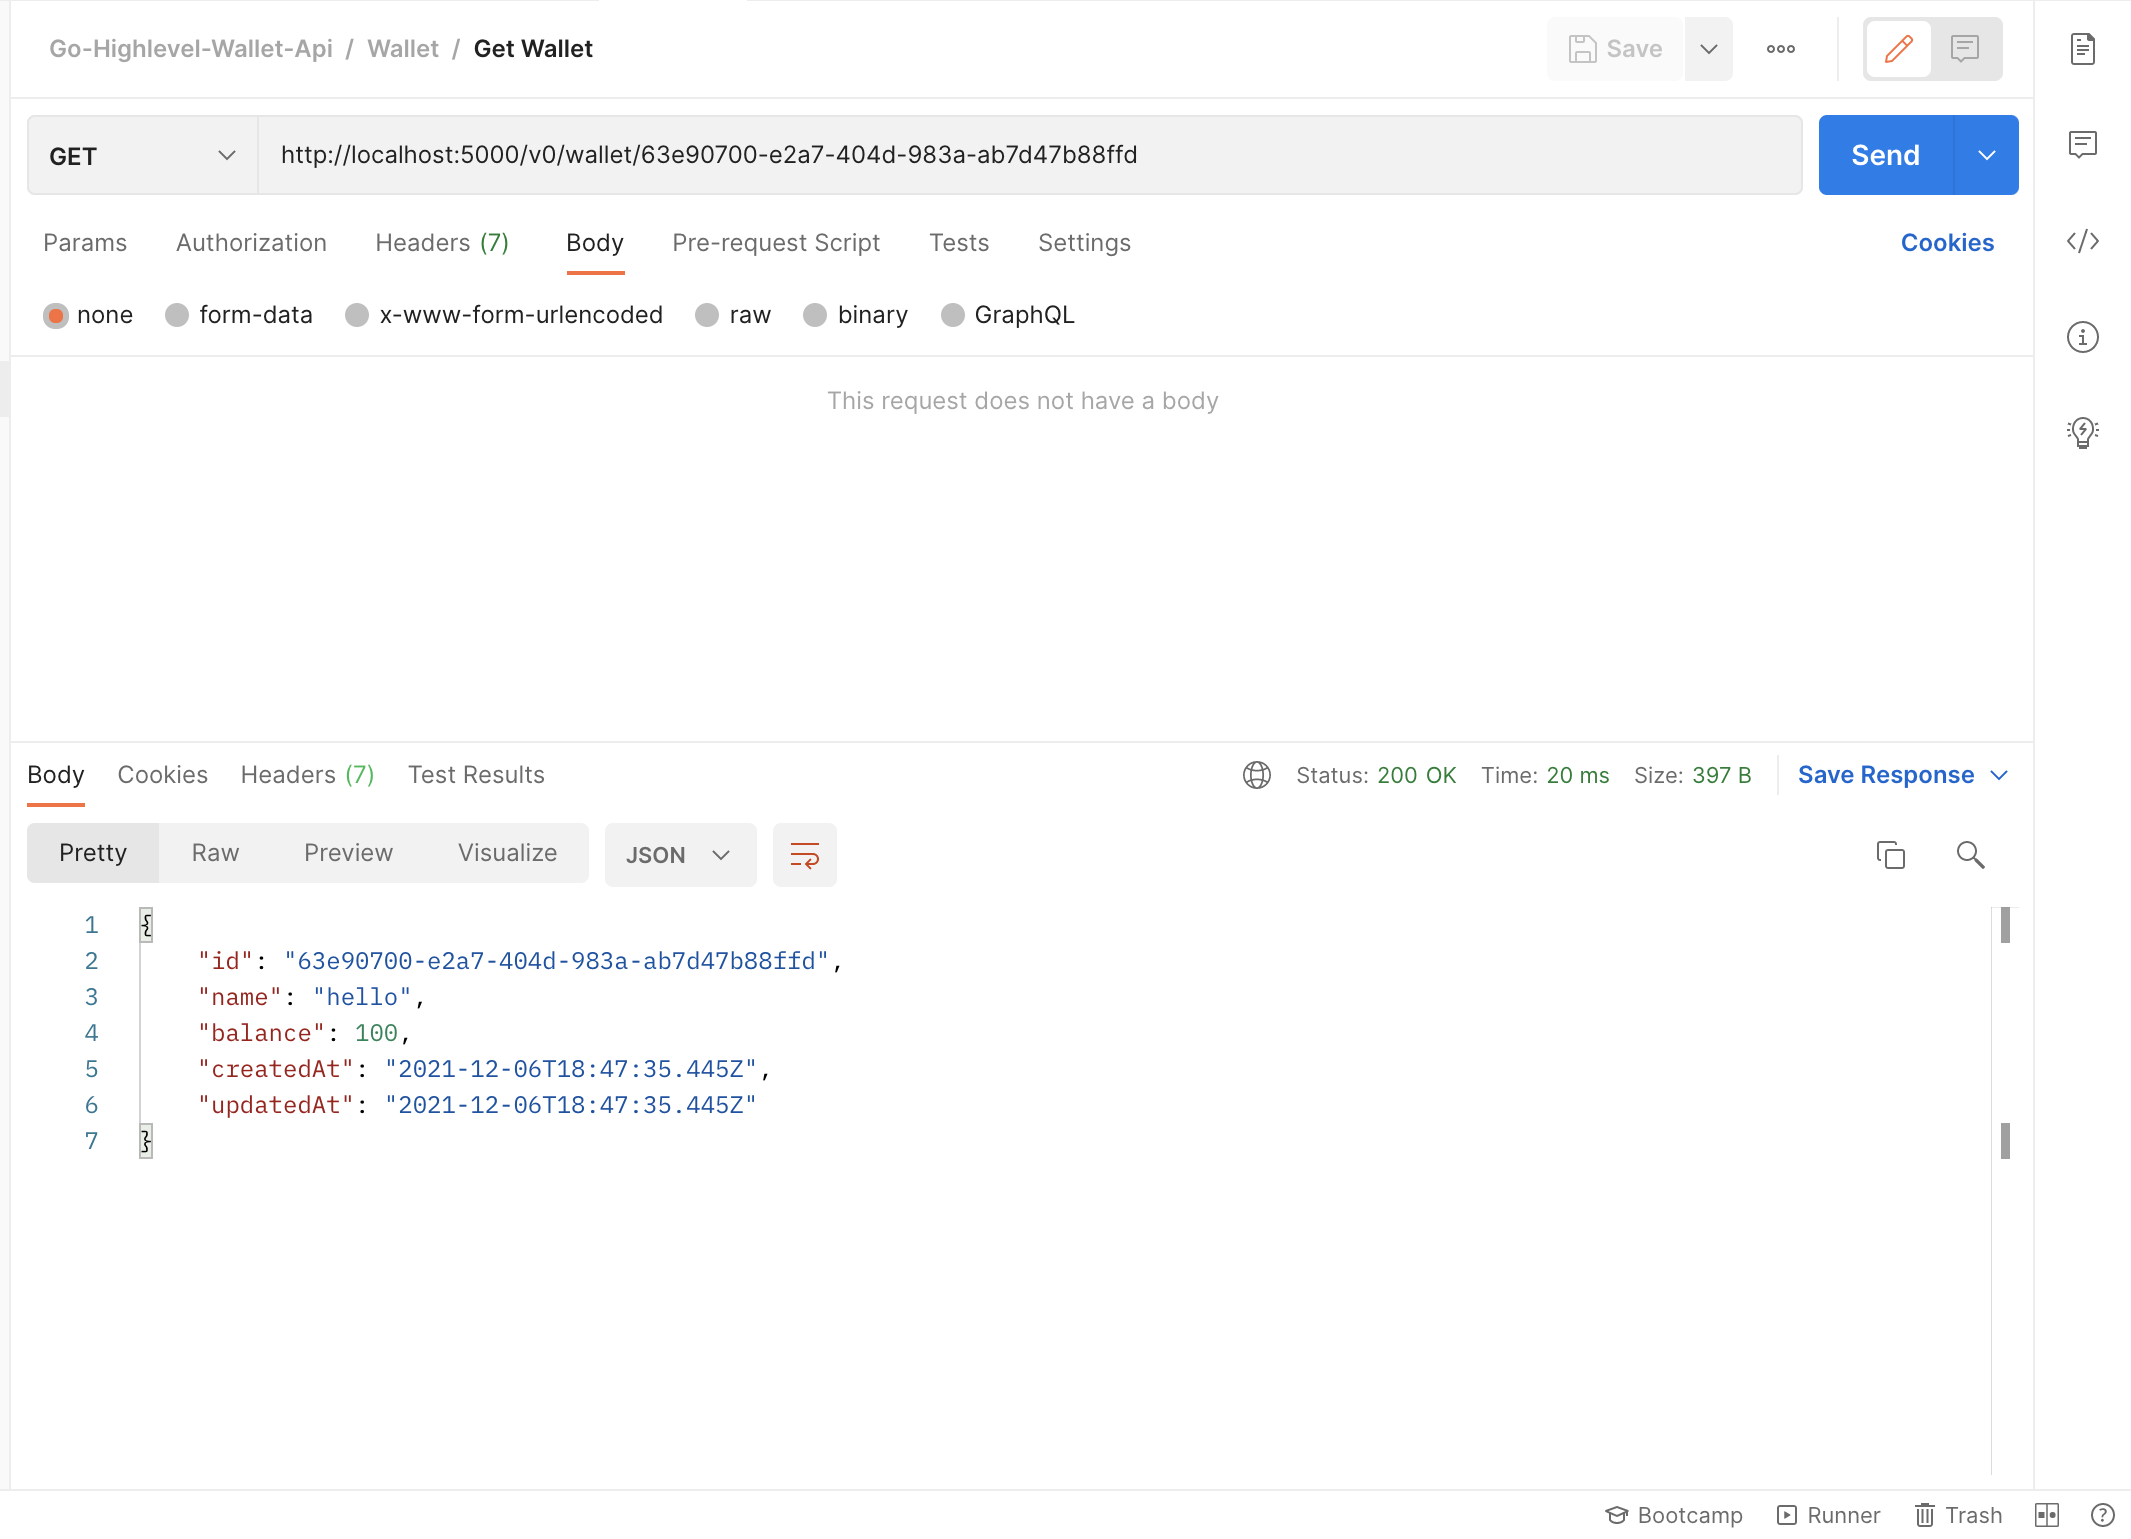 Go-Highlevel-Wallet-Api / Wallet / Get Wallet
Save
GET
http://localhost:5000/v0/wallet/63e90700-e2a7-404d-983a-ab7d47b88ffd
Send
Params Authorization Headers (7) Body Pre-request Script Tests Settings Cookies
none form-data x-www-form-urlencoded raw binary GraphQL
This request does not have a body
Body Cookies Headers (7) Test Results Status: 200 OK Time: 20 ms Size: 397 B Save Response
Pretty Raw Preview Visualize JSON
1 {
2 "id": "63e90700-e2a7-404d-983a-ab7d47b88ffd",
3 "name": "hello",
4 "balance": 100,
5 "createdAt": "2021-12-06T18:47:35.445Z",
6 "updatedAt": "2021-12-06T18:47:35.445Z"
7 }
Bootcamp Runner Trash